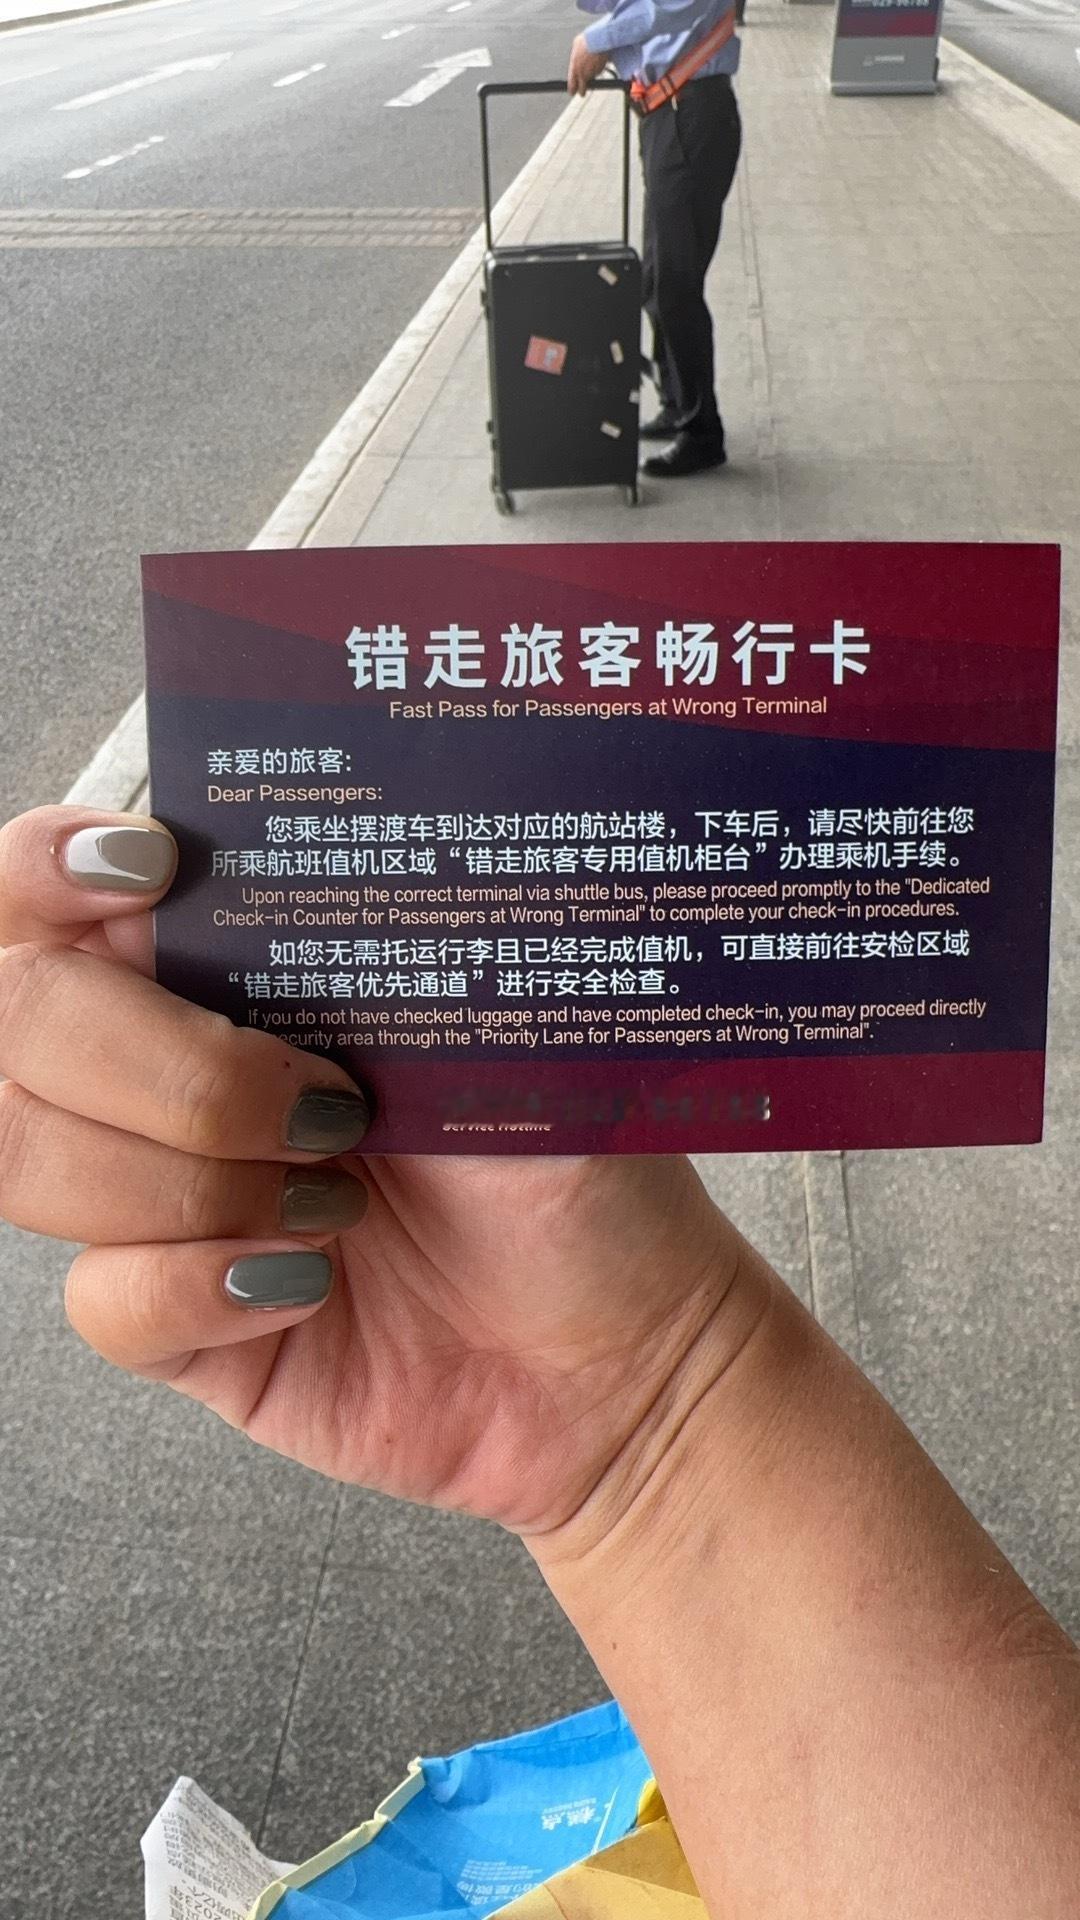 错走旅客畅行卡
Fast Pass for Passengers at Wrong Terminal
亲爱的旅客:
Dear Passengers:
您乘坐摆渡车到达对应的航站楼，下车后，请尽快前往您
所乘航班值机区域“错走旅客专用值机柜台”办理乘机手续。
Upon reaching the correct terminal via shuttle bus, please proceed promptly to the "Dedicated
Check-in Counter for Passengers at Wrong Terminal" to complete your check-in procedures.
如您无需托运行李且已经完成值机，可直接前往安检区域
“错走旅客优先通道”进行安全检查。
If you do not have checked luggage and have completed check-in, you may proceed directly
ecurity area through the "Priority Lane for Passengers at Wrong Terminal".
Service Hotline
糕点